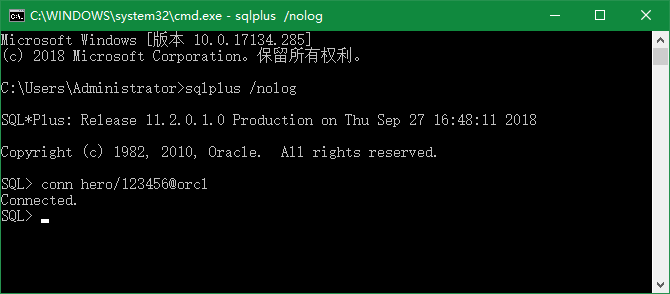 C:\WINDOWS\system32\cmd.exe - sqlplus  /nolog
Microsoft Windows [版本 10.0.17134.285]
(c) 2018 Microsoft Corporation。保留所有权利。
C:\Users\Administrator>sqlplus /nolog
SQL*Plus: Release 11.2.0.1.0 Production on Thu Sep 27 16:48:11 2018
Copyright (c) 1982, 2010, Oracle.  All rights reserved.
SQL> conn hero/123456@orcl
Connected.
SQL>